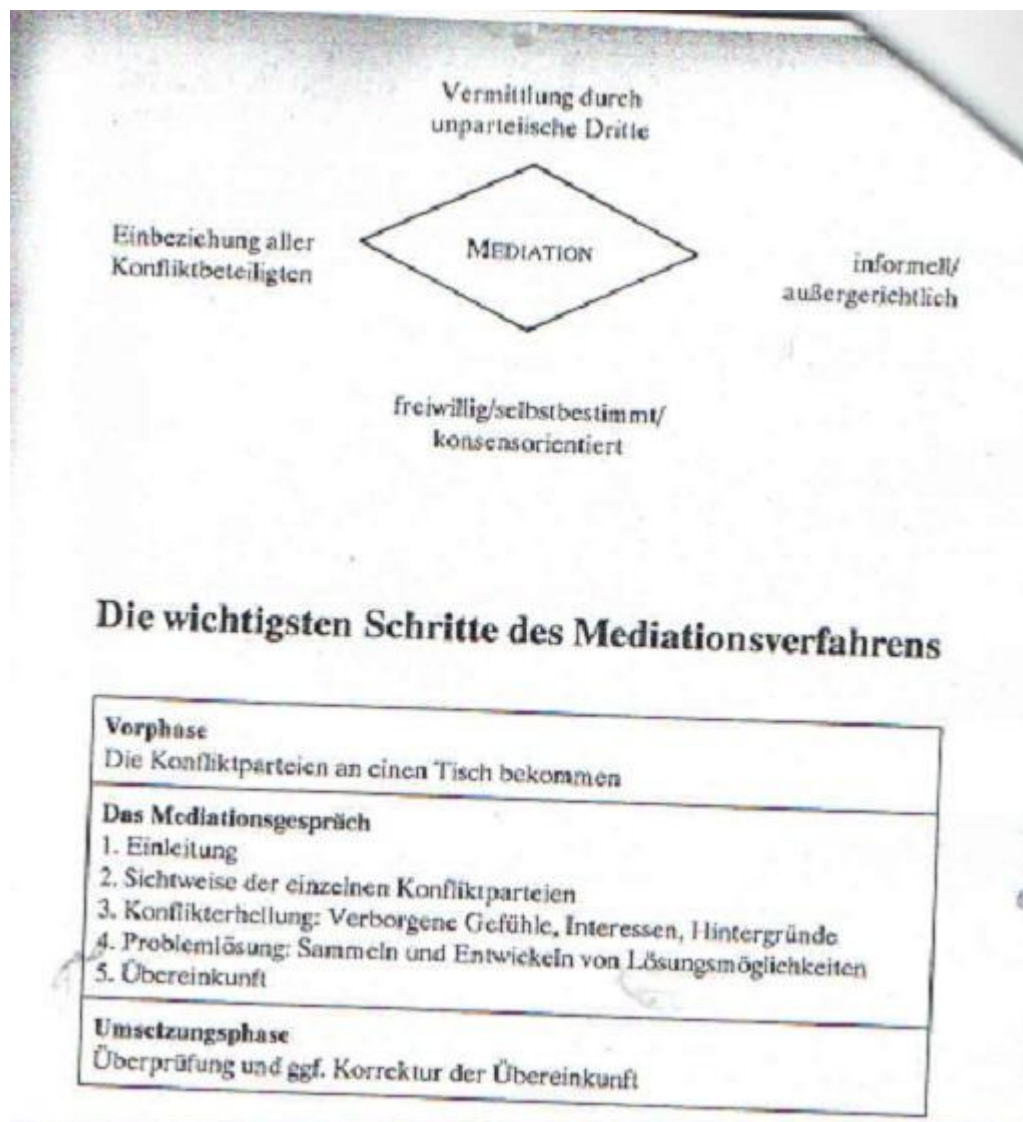 Vermittlung durch
unparteiische Dritte
Einbeziehung aller
Konfliktbeteiligten
MEDIATION
informell/
außergerichtlich
freiwillig/selbstbestimmt/
konsensorientiert
Die wichtigsten Schritte des Mediationsverfahrens
Vorphase
Die Konfliktparteien an einen Tisch bekommen
Das Mediationsgespräch
1. Einleitung
2. Sichtweise der einzelnen Konfliktparteien
3. Konflikterhellung: Verborgene Gefühle, Interessen, Hintergründe
4. Problemlösung: Sammeln und Entwickeln von Lösungsmöglichkeiten
5. Übereinkunft
Umsetzungsphase
Überprüfung und ggf. Korrektur der Übereinkunft